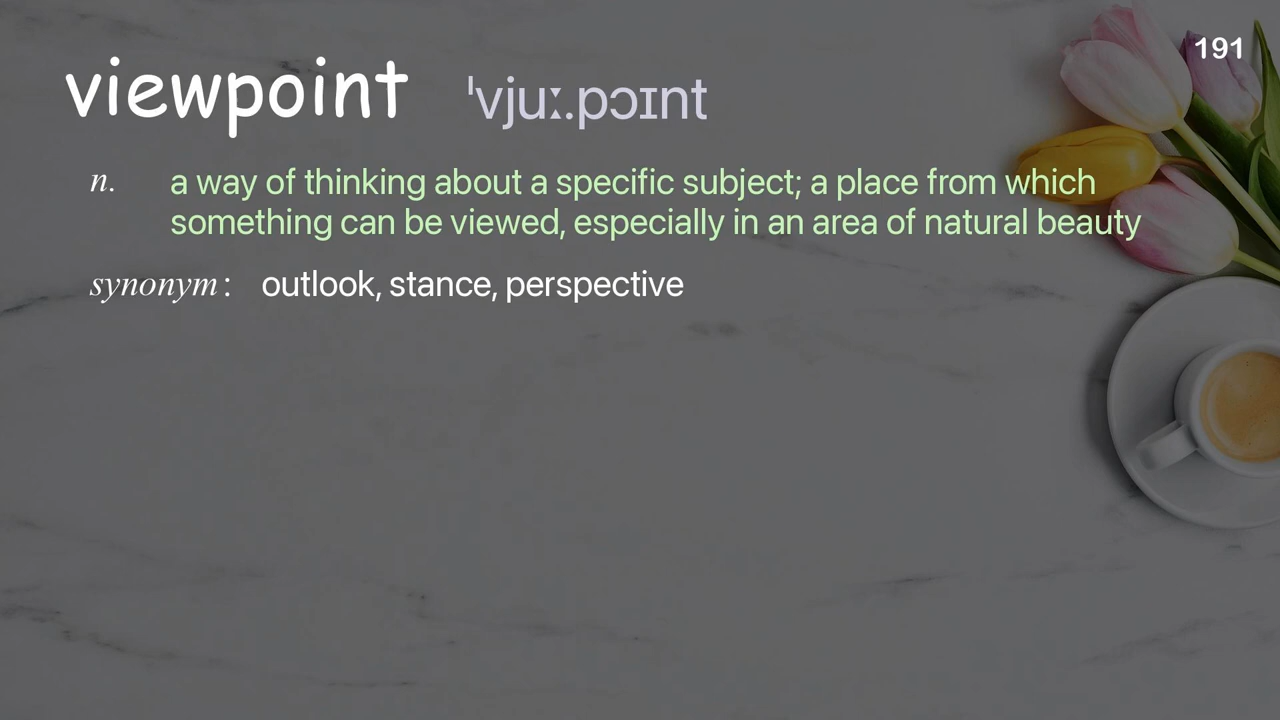 191
viewpoint ˈvjuː.pɔɪnt
n. a way of thinking about a specific subject; a place from which
something can be viewed, especially in an area of natural beauty
synonym: outlook, stance, perspective